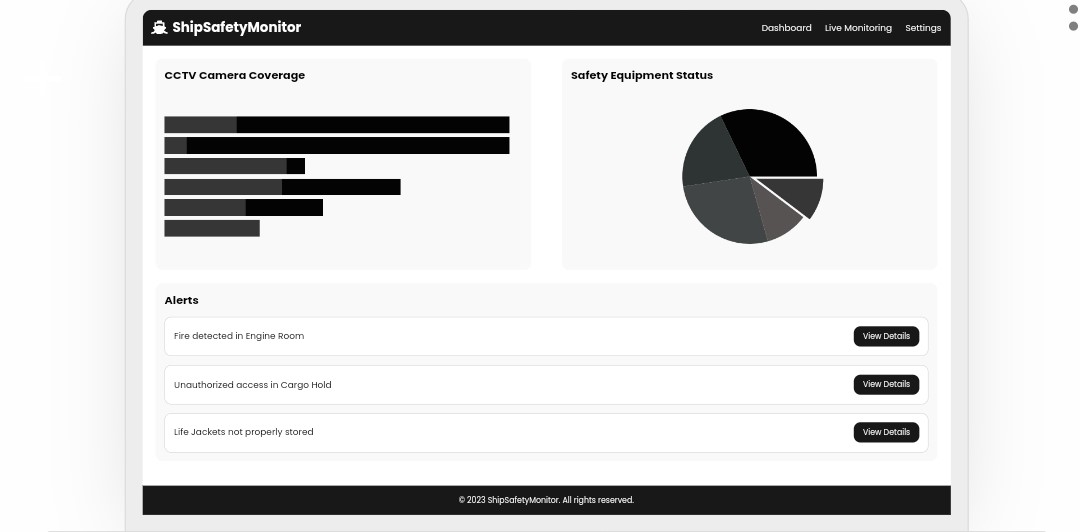 ShipSafetyMonitor
Dashboard Live Monitoring Settings
CCTV Camera Coverage
Safety Equipment Status
Alerts
Fire detected in Engine Room
View Details
Unauthorized access in Cargo Hold
View Details
Life Jackets not properly stored
View Details
© 2023 ShipSafetyMonitor. All rights reserved.